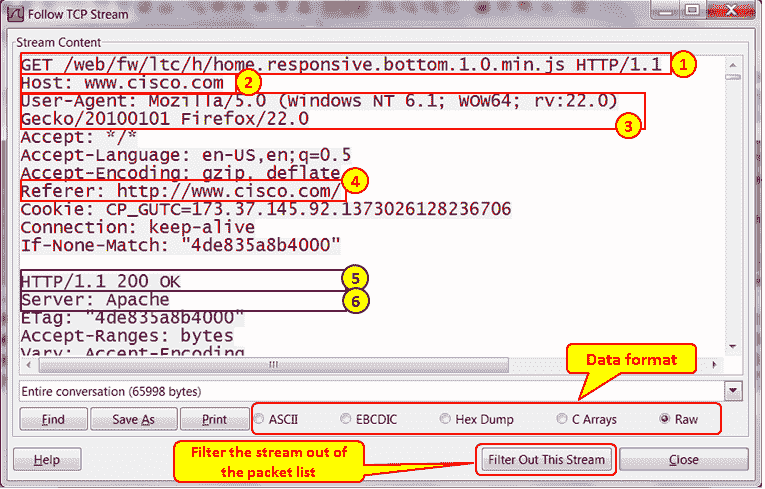 Follow TCP Stream
Stream Content
GET /web/fw/ltc/h/home.responsive.bottom.1.0.min.js HTTP/1.1
1
Host: www.cisco.com
2
User-Agent: Mozilla/5.0 (Windows NT 6.1; WOW64; rv:22.0)
Gecko/20100101 Firefox/22.0
3
Accept: */*
Accept-Language: en-US,en;q=0.5
Accept-Encoding: gzip, deflate
Referer: http://www.cisco.com/
4
Cookie: CP_GUTC=173.37.145.92.1373026128236706
Connection: keep-alive
If-None-Match: "4de835a8b4000"
HTTP/1.1 200 OK
5
Server: Apache
6
ETag: "4de835a8b4000"
Accept-Ranges: bytes
Vary: Accept-Encoding
Data format
Entire conversation (65998 bytes)
Find
Save As
Print
ASCII
EBCDIC
Hex Dump
C Arrays
Raw
Help
Filter the stream out of
the packet list
Filter Out This Stream
Close